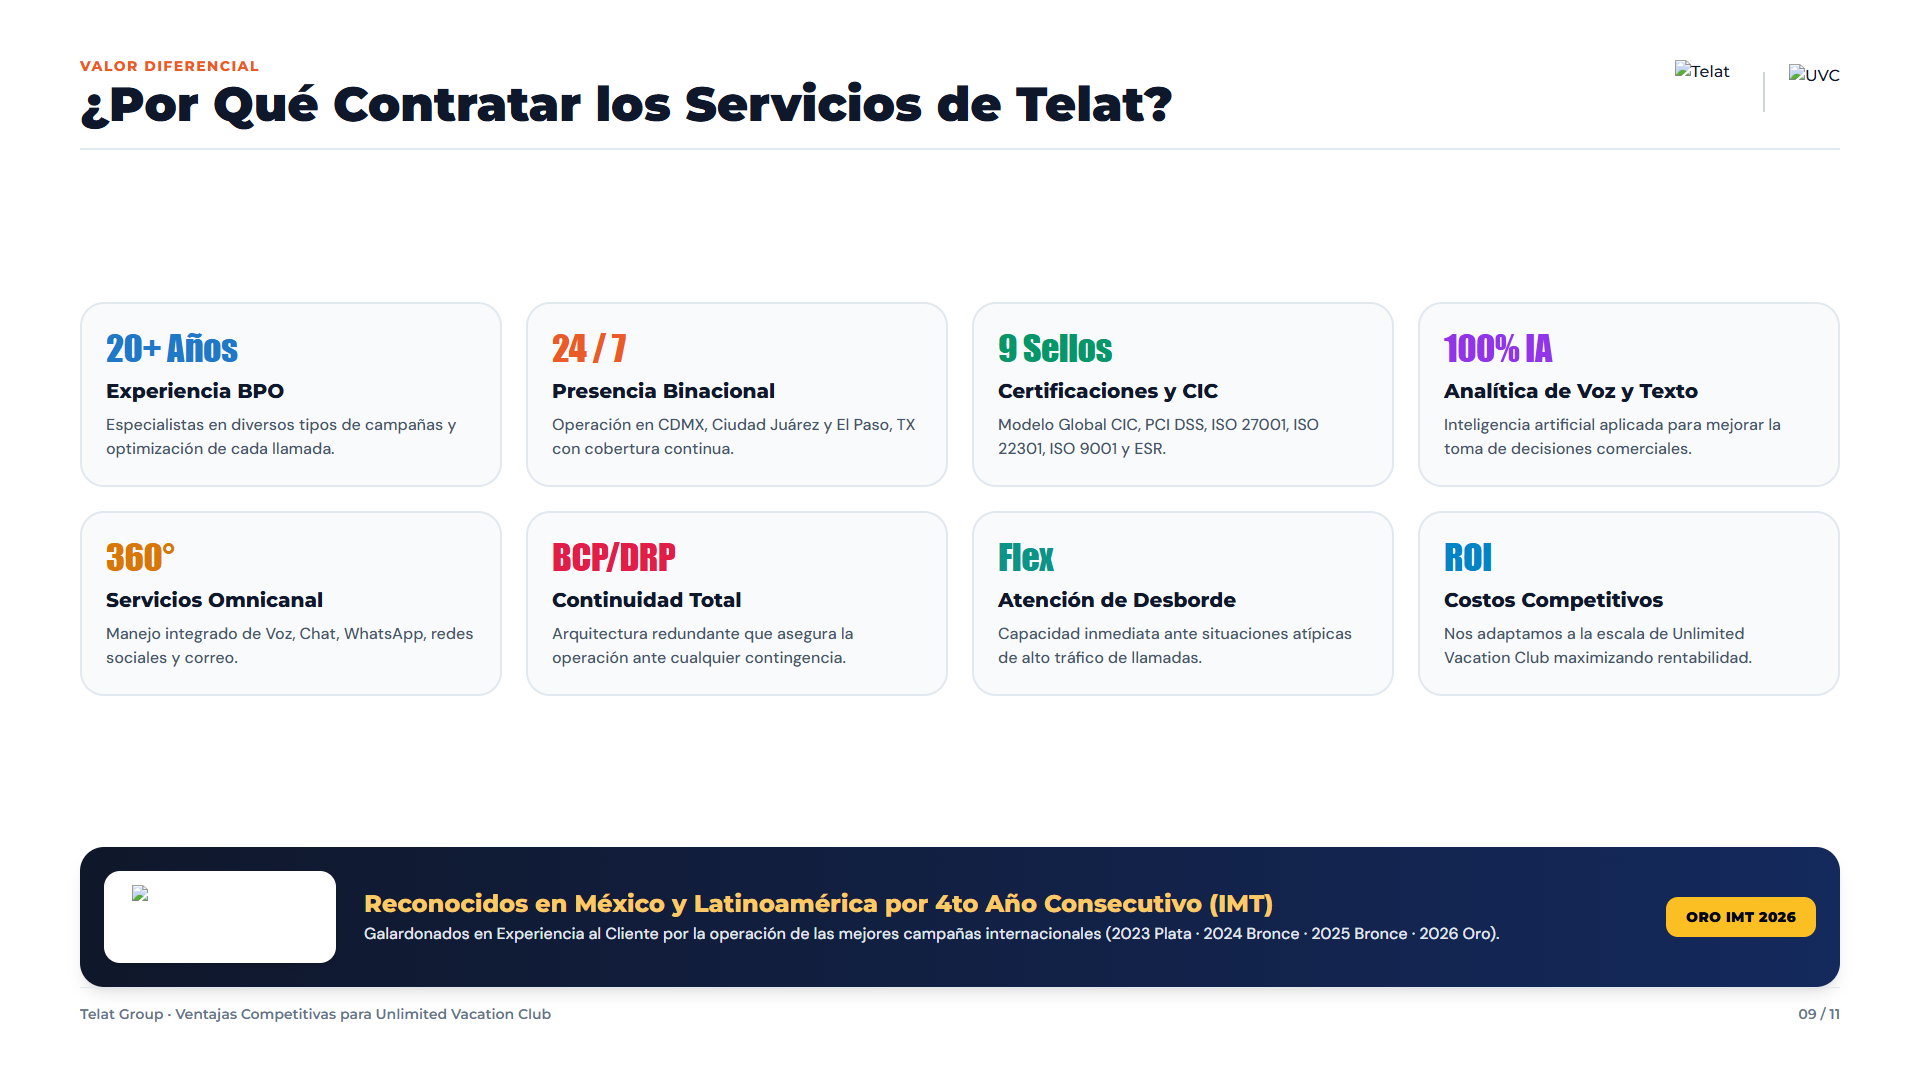 VALOR DIFERENCIAL
¿Por Qué Contratar los Servicios de Telat?
Telat
UVC
20+ Años
Experiencia BPO
Especialistas en diversos tipos de campañas y
optimización de cada llamada.
24 / 7
Presencia Binacional
Operación en CDMX, Ciudad Juárez y El Paso, TX
con cobertura continua.
9 Sellos
Certificaciones y CIC
Modelo Global CIC, PCI DSS, ISO 27001, ISO
22301, ISO 9001 y ESR.
100% IA
Analítica de Voz y Texto
Inteligencia artificial aplicada para mejorar la
toma de decisiones comerciales.
360°
Servicios Omnicanal
Manejo integrado de Voz, Chat, WhatsApp, redes
sociales y correo.
BCP/DRP
Continuidad Total
Arquitectura redundante que asegura la
operación ante cualquier contingencia.
Flex
Atención de Desborde
Capacidad inmediata ante situaciones atípicas
de alto tráfico de llamadas.
ROI
Costos Competitivos
Nos adaptamos a la escala de Unlimited
Vacation Club maximizando rentabilidad.
Reconocidos en México y Latinoamérica por 4to Año Consecutivo (IMT)
Galardonados en Experiencia al Cliente por la operación de las mejores campañas internacionales (2023 Plata · 2024 Bronce · 2025 Bronce · 2026 Oro).
ORO IMT 2026
Telat Group · Ventajas Competitivas para Unlimited Vacation Club
09 / 11